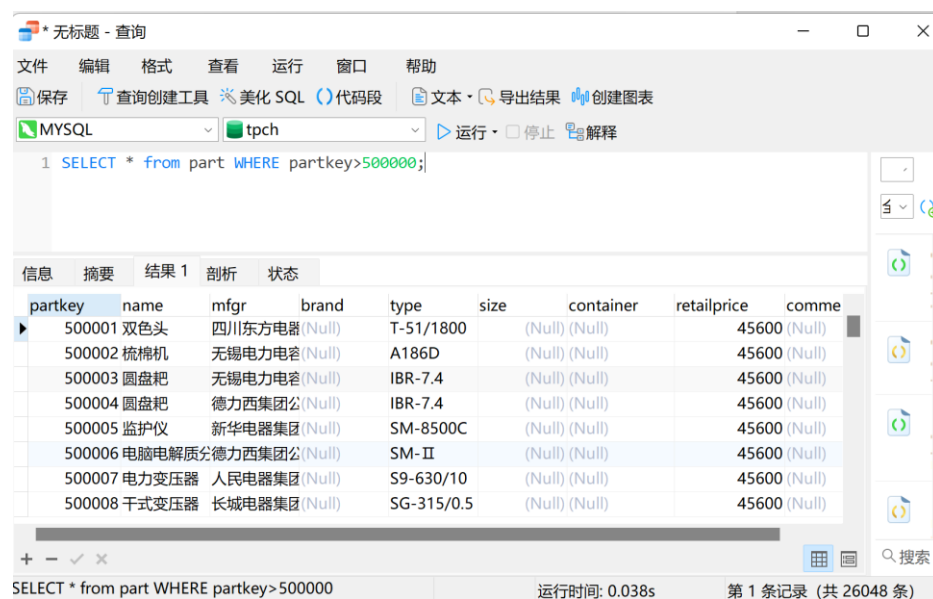 * 无标题 - 查询
文件 编辑 格式 查看 运行 窗口 帮助
保存 查询创建工具 美化 SQL 代码段 文本 导出结果 创建图表
MYSQL tpch 运行 停止 解释
1 SELECT * from part WHERE partkey>500000;
信息 摘要 结果 1 剖析 状态
partkey name mfgr brand type size container retailprice comme
500001 双色头 四川东方电器 (Null) T-51/1800 (Null) (Null) 45600 (Null)
500002 梳棉机 无锡电力电容 (Null) A186D (Null) (Null) 45600 (Null)
500003 圆盘耙 无锡电力电容 (Null) IBR-7.4 (Null) (Null) 45600 (Null)
500004 圆盘耙 德力西集团公 (Null) IBR-7.4 (Null) (Null) 45600 (Null)
500005 监护仪 新华电器集团 (Null) SM-8500C (Null) (Null) 45600 (Null)
500006 电脑电解质分 德力西集团公 (Null) SM-Ⅱ (Null) (Null) 45600 (Null)
500007 电力变压器 人民电器集团 (Null) S9-630/10 (Null) (Null) 45600 (Null)
500008 干式变压器 长城电器集团 (Null) SG-315/0.5 (Null) (Null) 45600 (Null)
搜索
SELECT * from part WHERE partkey>500000 运行时间: 0.038s 第 1 条记录 (共 26048 条)